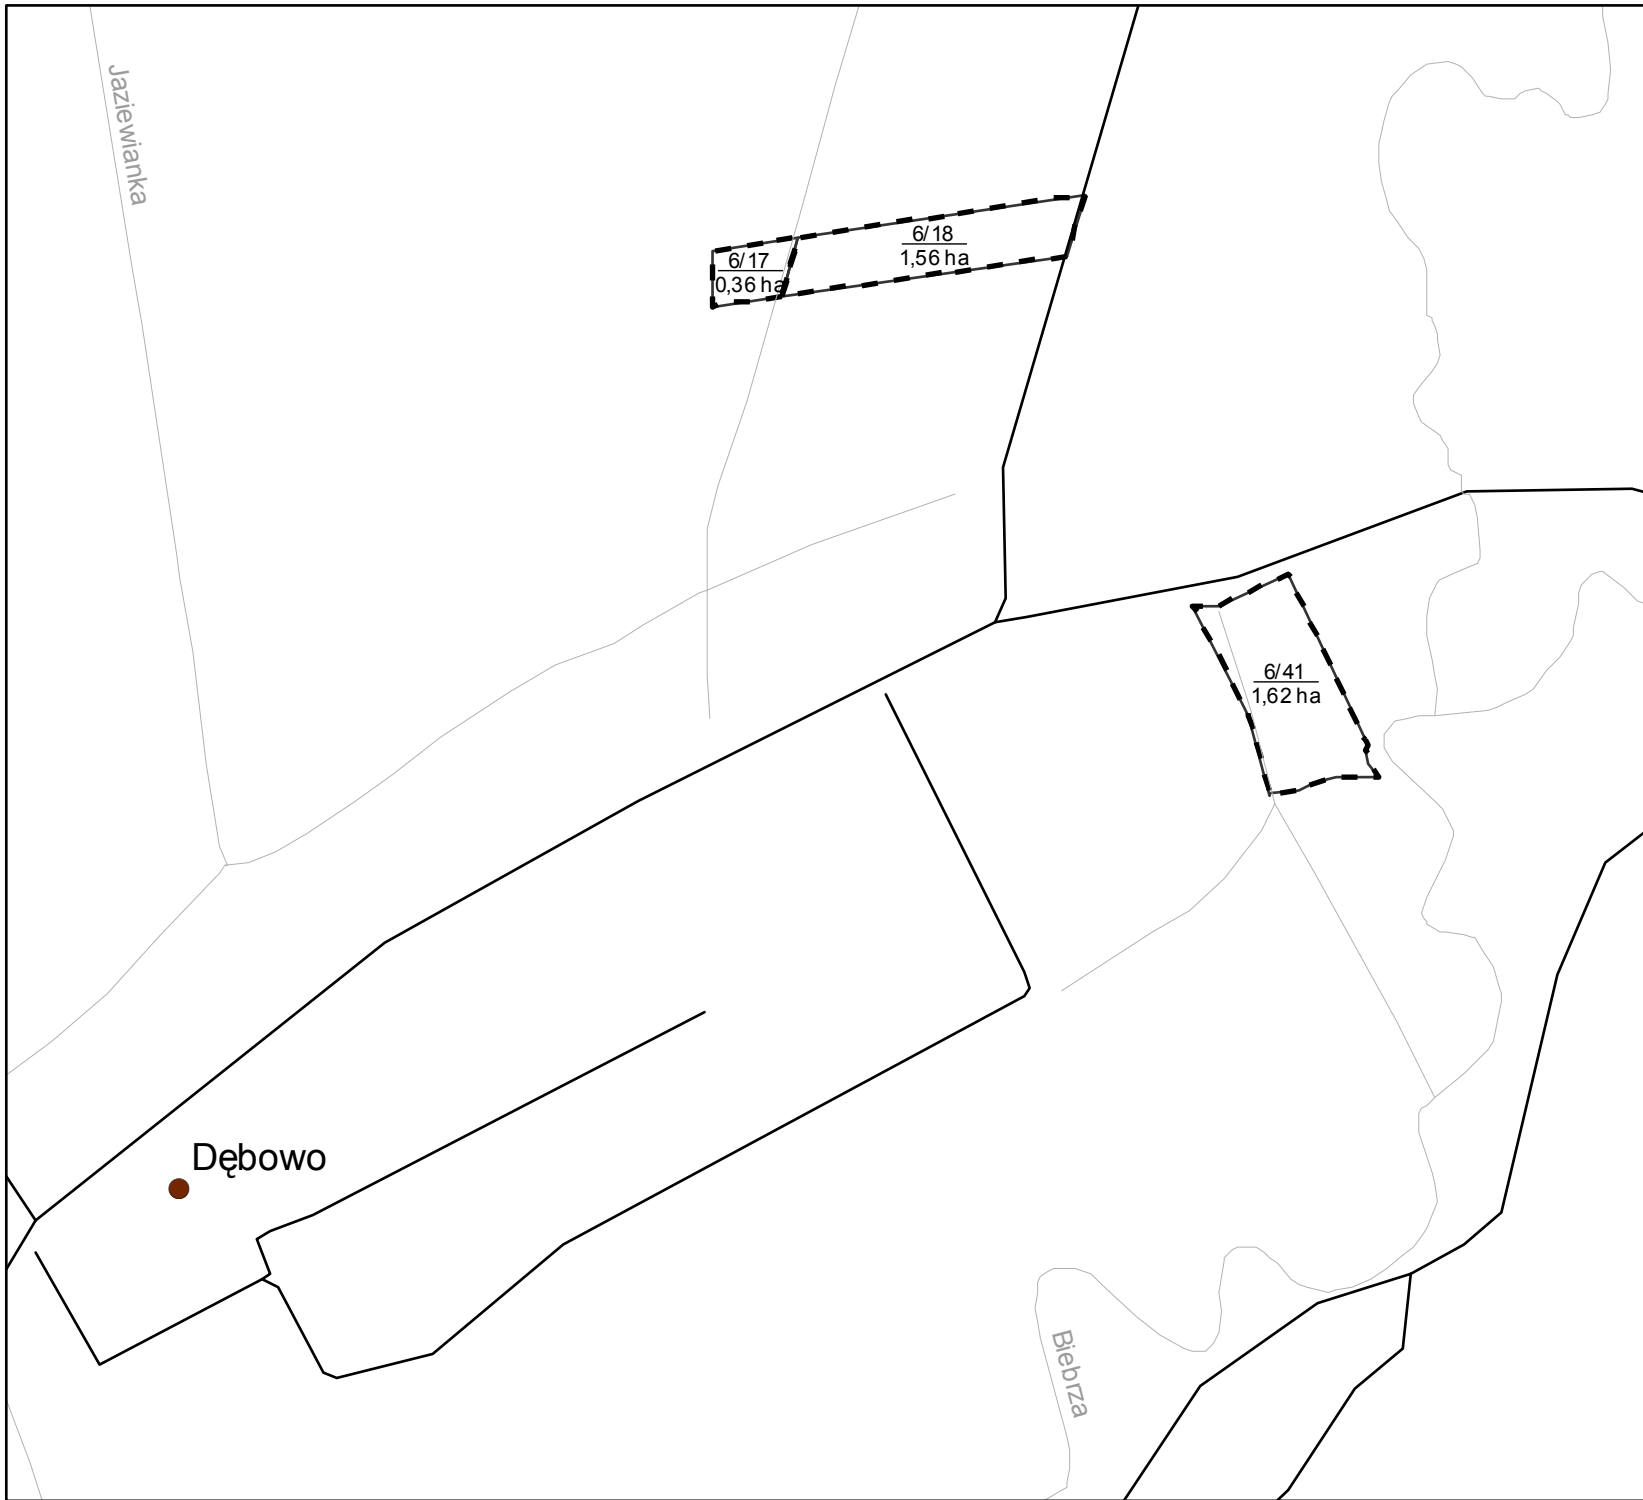 Jaziewianka
6/18
1,56 ha
6/17
0,36 ha
6/41
1,62 ha
Dębowo
Biebrza